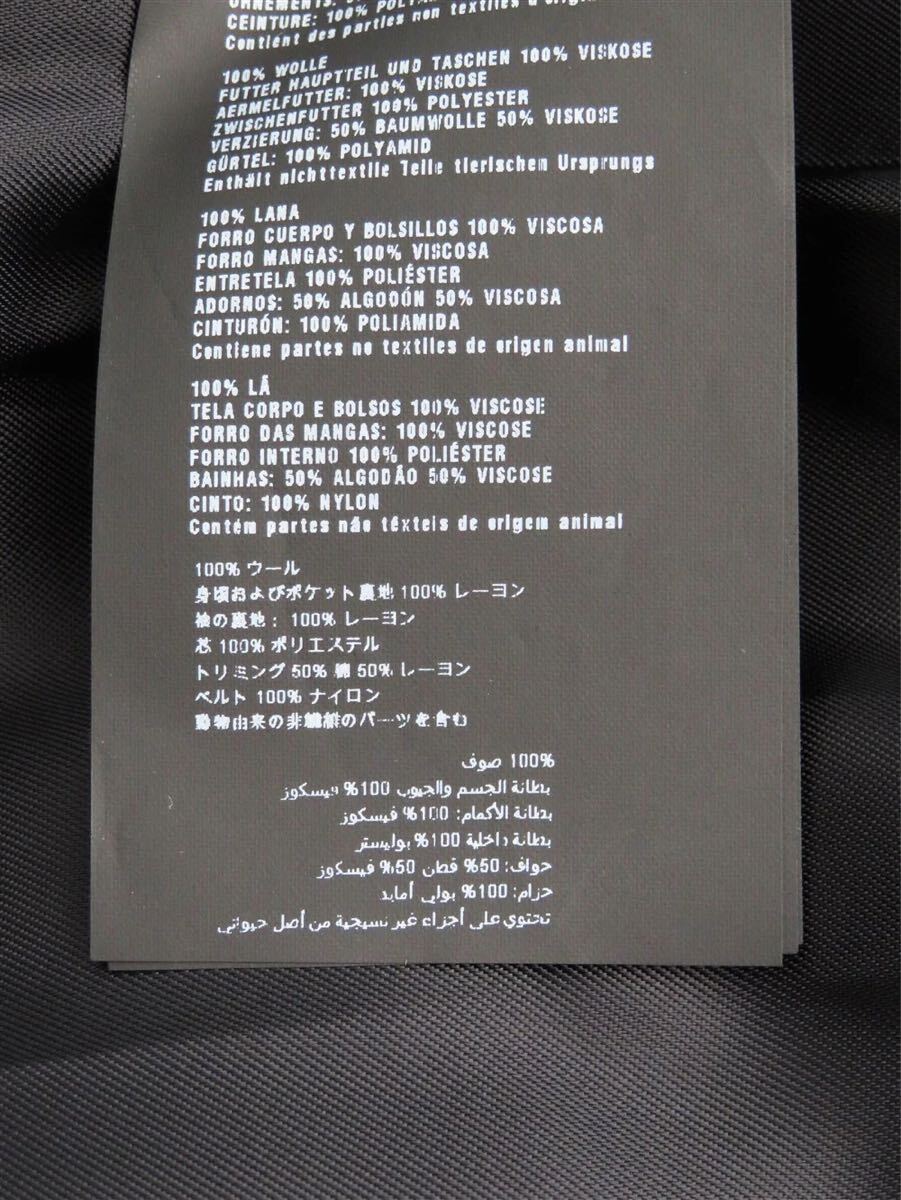 ORNEMENTS:
CEINTURE: 100%
Contient des parties non textiles d'origi
100% WOLLE
FUTTER HAUPTTEIL UND TASCHEN 100% VISKOSE
AERMELFUTTER: 100% VISKOSE
ZWISCHENFUTTER 100% POLYESTER
VERZIERUNG: 50% BAUMWOLLE 50% VISKOSE
GÜRTEL: 100% POLYAMID
Enthält nichttextile Teile tierischen Ursprungs
100% LANA
FORRO CUERPO Y BOLSILLOS 100% VISCOSA
FORRO MANGAS: 100% VISCOSA
ENTRETELA 100% POLIÉSTER
ADORNOS: 50% ALGODÓN 50% VISCOSA
CINTURÓN: 100% POLIAMIDA
Contiene partes no textiles de origen animal
100% LÃ
TELA CORPO E BOLSOS 100% VISCOSE
FORRO DAS MANGAS: 100% VISCOSE
FORRO INTERNO 100% POLIÉSTER
BAINHAS: 50% ALGODÃO 50% VISCOSE
CINTO: 100% NYLON
Contém partes não têxteis de origem animal
100% ウール
身頃およびポケット裏地 100% レーヨン
袖の裏地： 100% レーヨン
芯 100% ポリエステル
トリミング 50% 綿 50% レーヨン
ベルト 100% ナイロン
動物由来の非繊維のパーツを含む
100% صوف
بطانة الجسم والجيوب 100% فيسكوز
بطانة الأكمام: 100% فيسكوز
بطانة داخلية 100% بوليستر
حواف: 50% قطن 50% فيسكوز
حزام: 100% بولي أمايد
تحتوي على أجزاء غير نسيجية من أصل حيواني